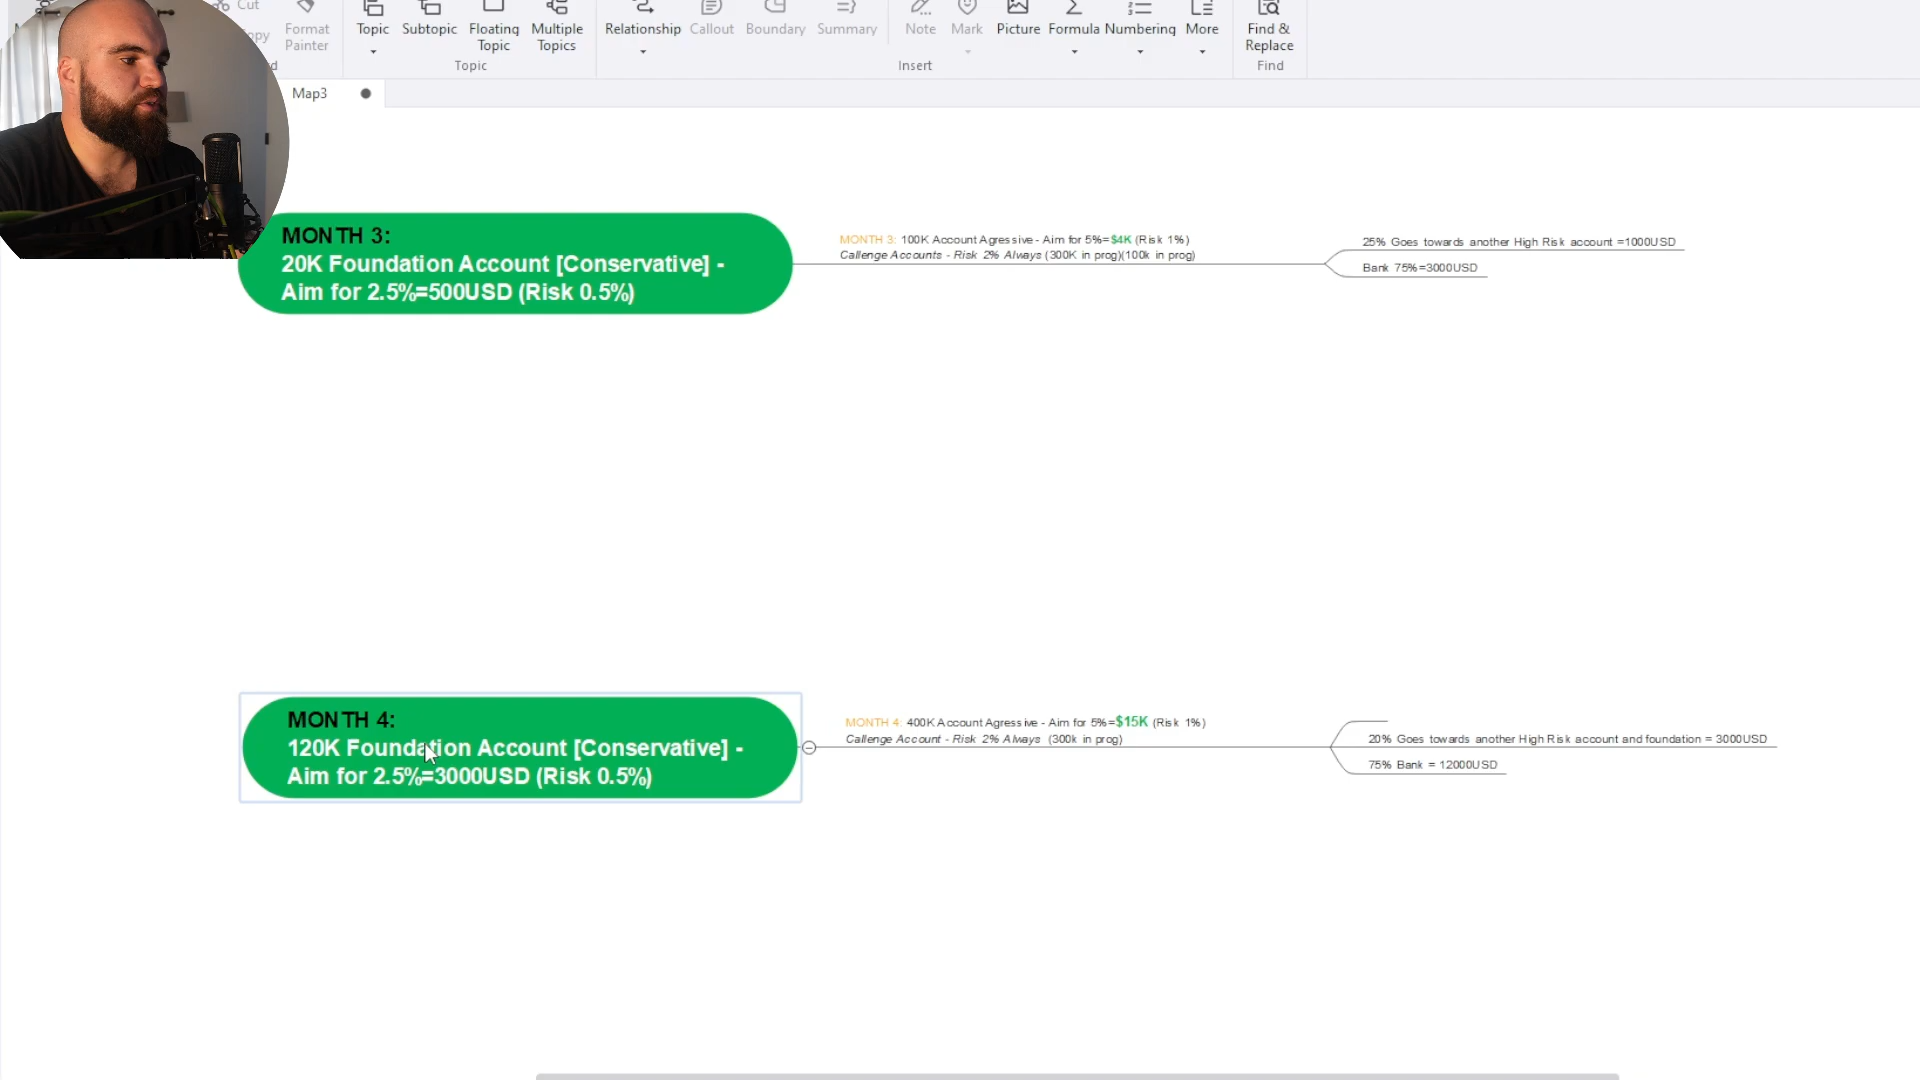 Cut
Copy
Format
Painter
Topic
Subtopic
Floating
Topic
Multiple
Topics
Relationship
Callout
Boundary
Summary
Note
Mark
Picture
Formula
Numbering
More
Find &
Replace
Topic
Insert
Find
Map3
MONTH 3:
20K Foundation Account [Conservative] -
Aim for 2.5%=500USD (Risk 0.5%)
MONTH 3: 100K Account Agressive - Aim for 5%=$4K (Risk 1%)
Callenge Accounts - Risk 2% Always (300K in prog)(100k in prog)
25% Goes towards another High Risk account =1000USD
Bank 75%=3000USD
MONTH 4:
120K Foundation Account [Conservative] -
Aim for 2.5%=3000USD (Risk 0.5%)
MONTH 4: 400K Account Agressive - Aim for 5%=$15K (Risk 1%)
Callenge Account - Risk 2% Always (300k in prog)
20% Goes towards another High Risk account and foundation = 3000USD
75% Bank = 12000USD